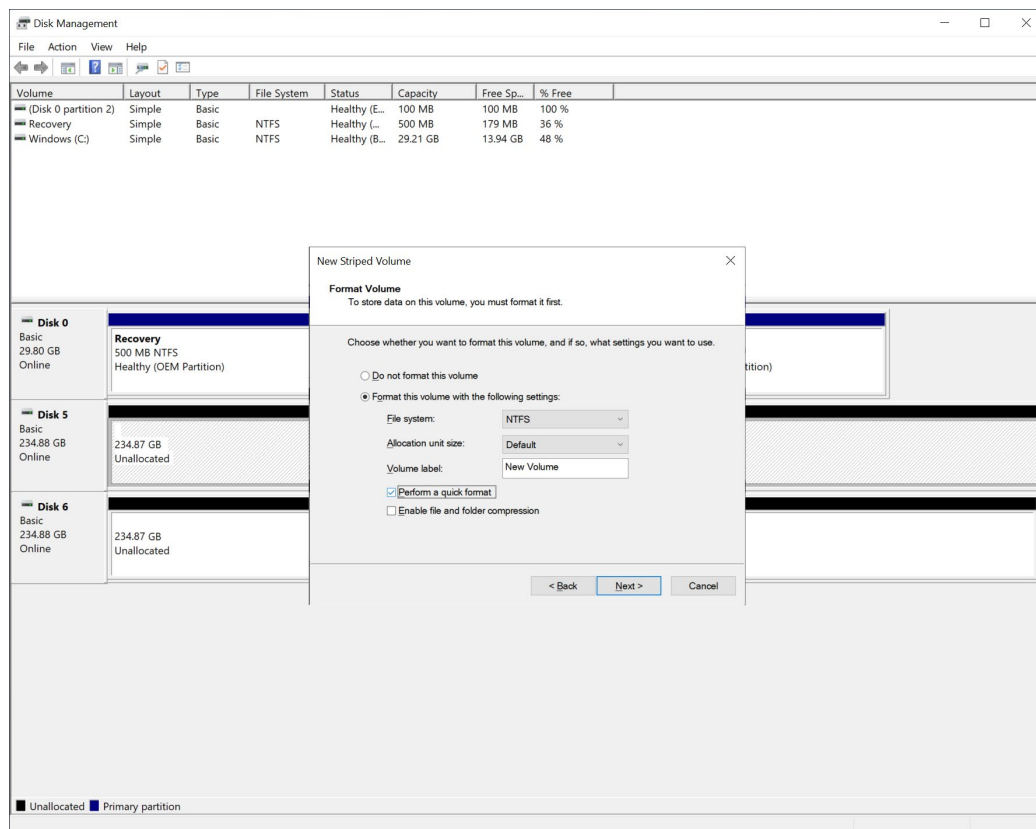 Disk Management
File Action View Help
Volume Layout Type File System Status Capacity Free Sp... % Free
(Disk 0 partition 2) Simple Basic Healthy (E... 100 MB 100 MB 100 %
Recovery Simple Basic NTFS Healthy (... 500 MB 179 MB 36 %
Windows (C:) Simple Basic NTFS Healthy (B... 29.21 GB 13.94 GB 48 %
New Striped Volume
Format Volume
To store data on this volume, you must format it first.
Choose whether you want to format this volume, and if so, what settings you want to use.
Do not format this volume
Format this volume with the following settings:
File system: NTFS
Allocation unit size: Default
Volume label: New Volume
Perform a quick format
Enable file and folder compression
< Back Next > Cancel
Disk 0
Basic
29.80 GB
Online
Recovery
500 MB NTFS
Healthy (OEM Partition)
tition)
Disk 5
Basic
234.88 GB
Online
234.87 GB
Unallocated
Disk 6
Basic
234.88 GB
Online
234.87 GB
Unallocated
Unallocated Primary partition